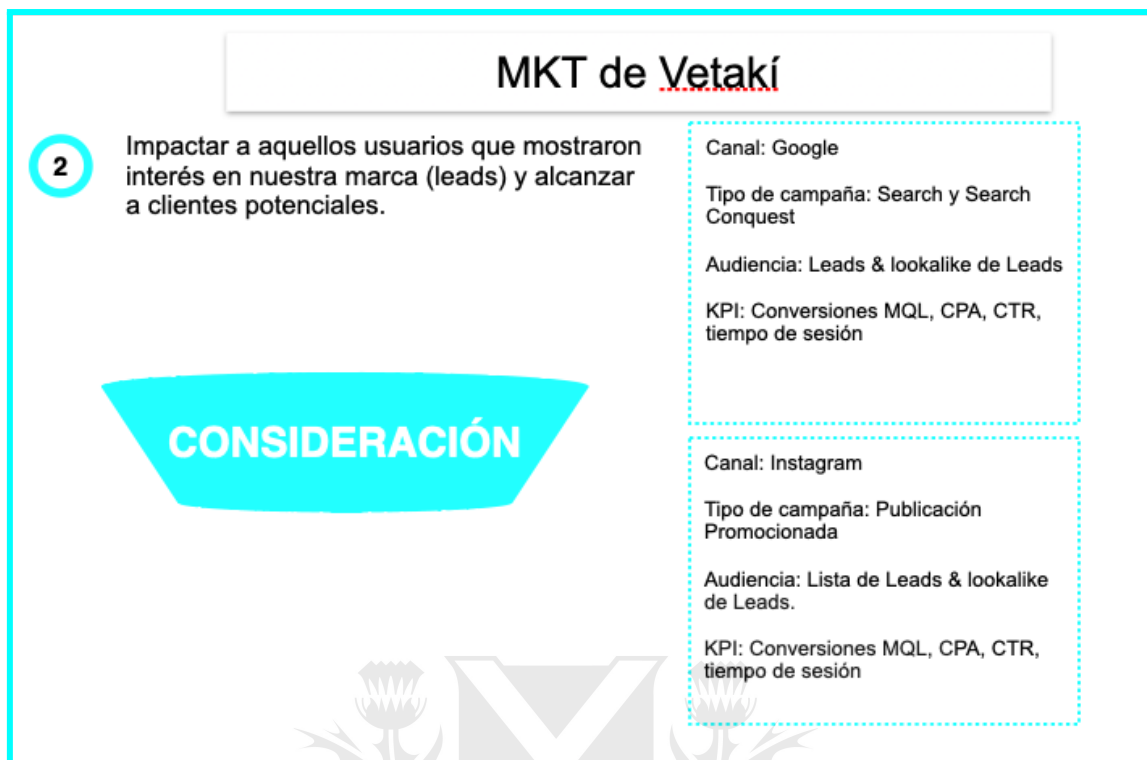 MKT de Vetakí
2
Impactar a aquellos usuarios que mostraron
interés en nuestra marca (leads) y alcanzar
a clientes potenciales.
CONSIDERACIÓN
Canal: Google
Tipo de campaña: Search y Search
Conquest
Audiencia: Leads & lookalike de Leads
KPI: Conversiones MQL, CPA, CTR,
tiempo de sesión
Canal: Instagram
Tipo de campaña: Publicación
Promocionada
Audiencia: Lista de Leads & lookalike
de Leads.
KPI: Conversiones MQL, CPA, CTR,
tiempo de sesión